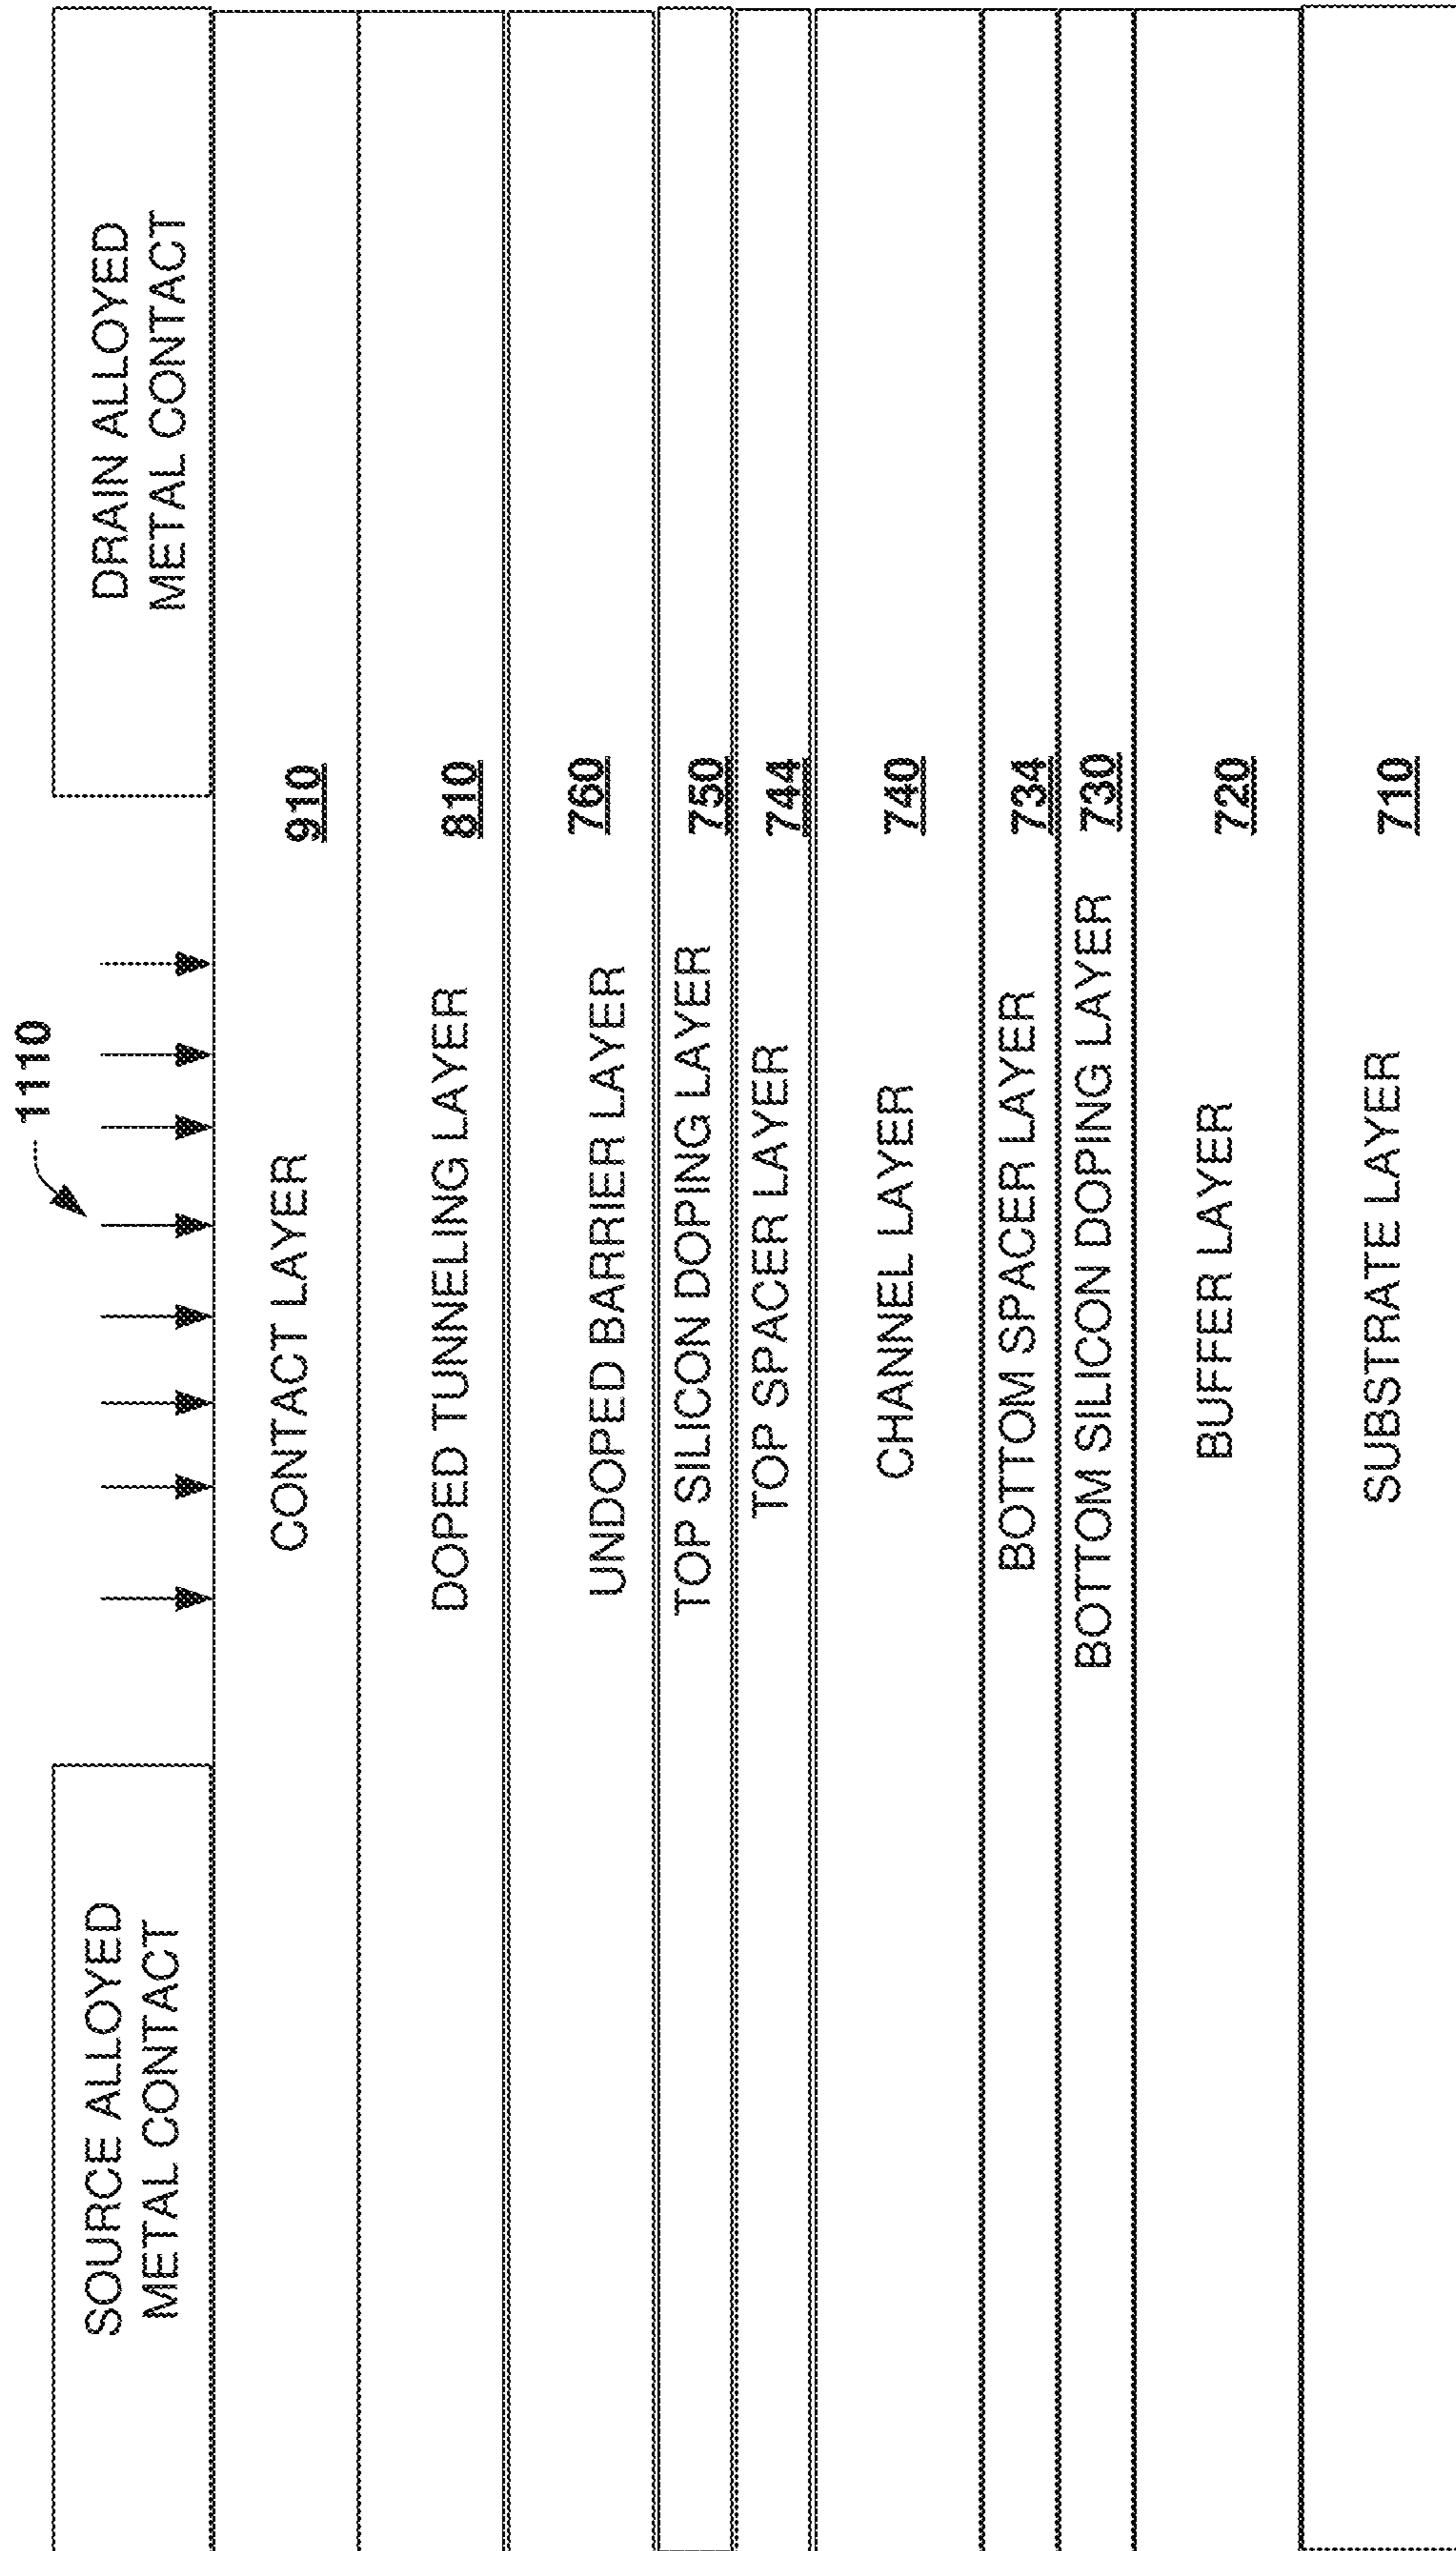 1110
SOURCE ALLOYED
METAL CONTACT
DRAIN ALLOYED
METAL CONTACT
CONTACT LAYER 910
DOPED TUNNELING LAYER 810
UNDOPED BARRIER LAYER 760
TOP SILICON DOPING LAYER 750
TOP SPACER LAYER 744
CHANNEL LAYER 740
BOTTOM SPACER LAYER 734
BOTTOM SILICON DOPING LAYER 730
BUFFER LAYER 720
SUBSTRATE LAYER 710